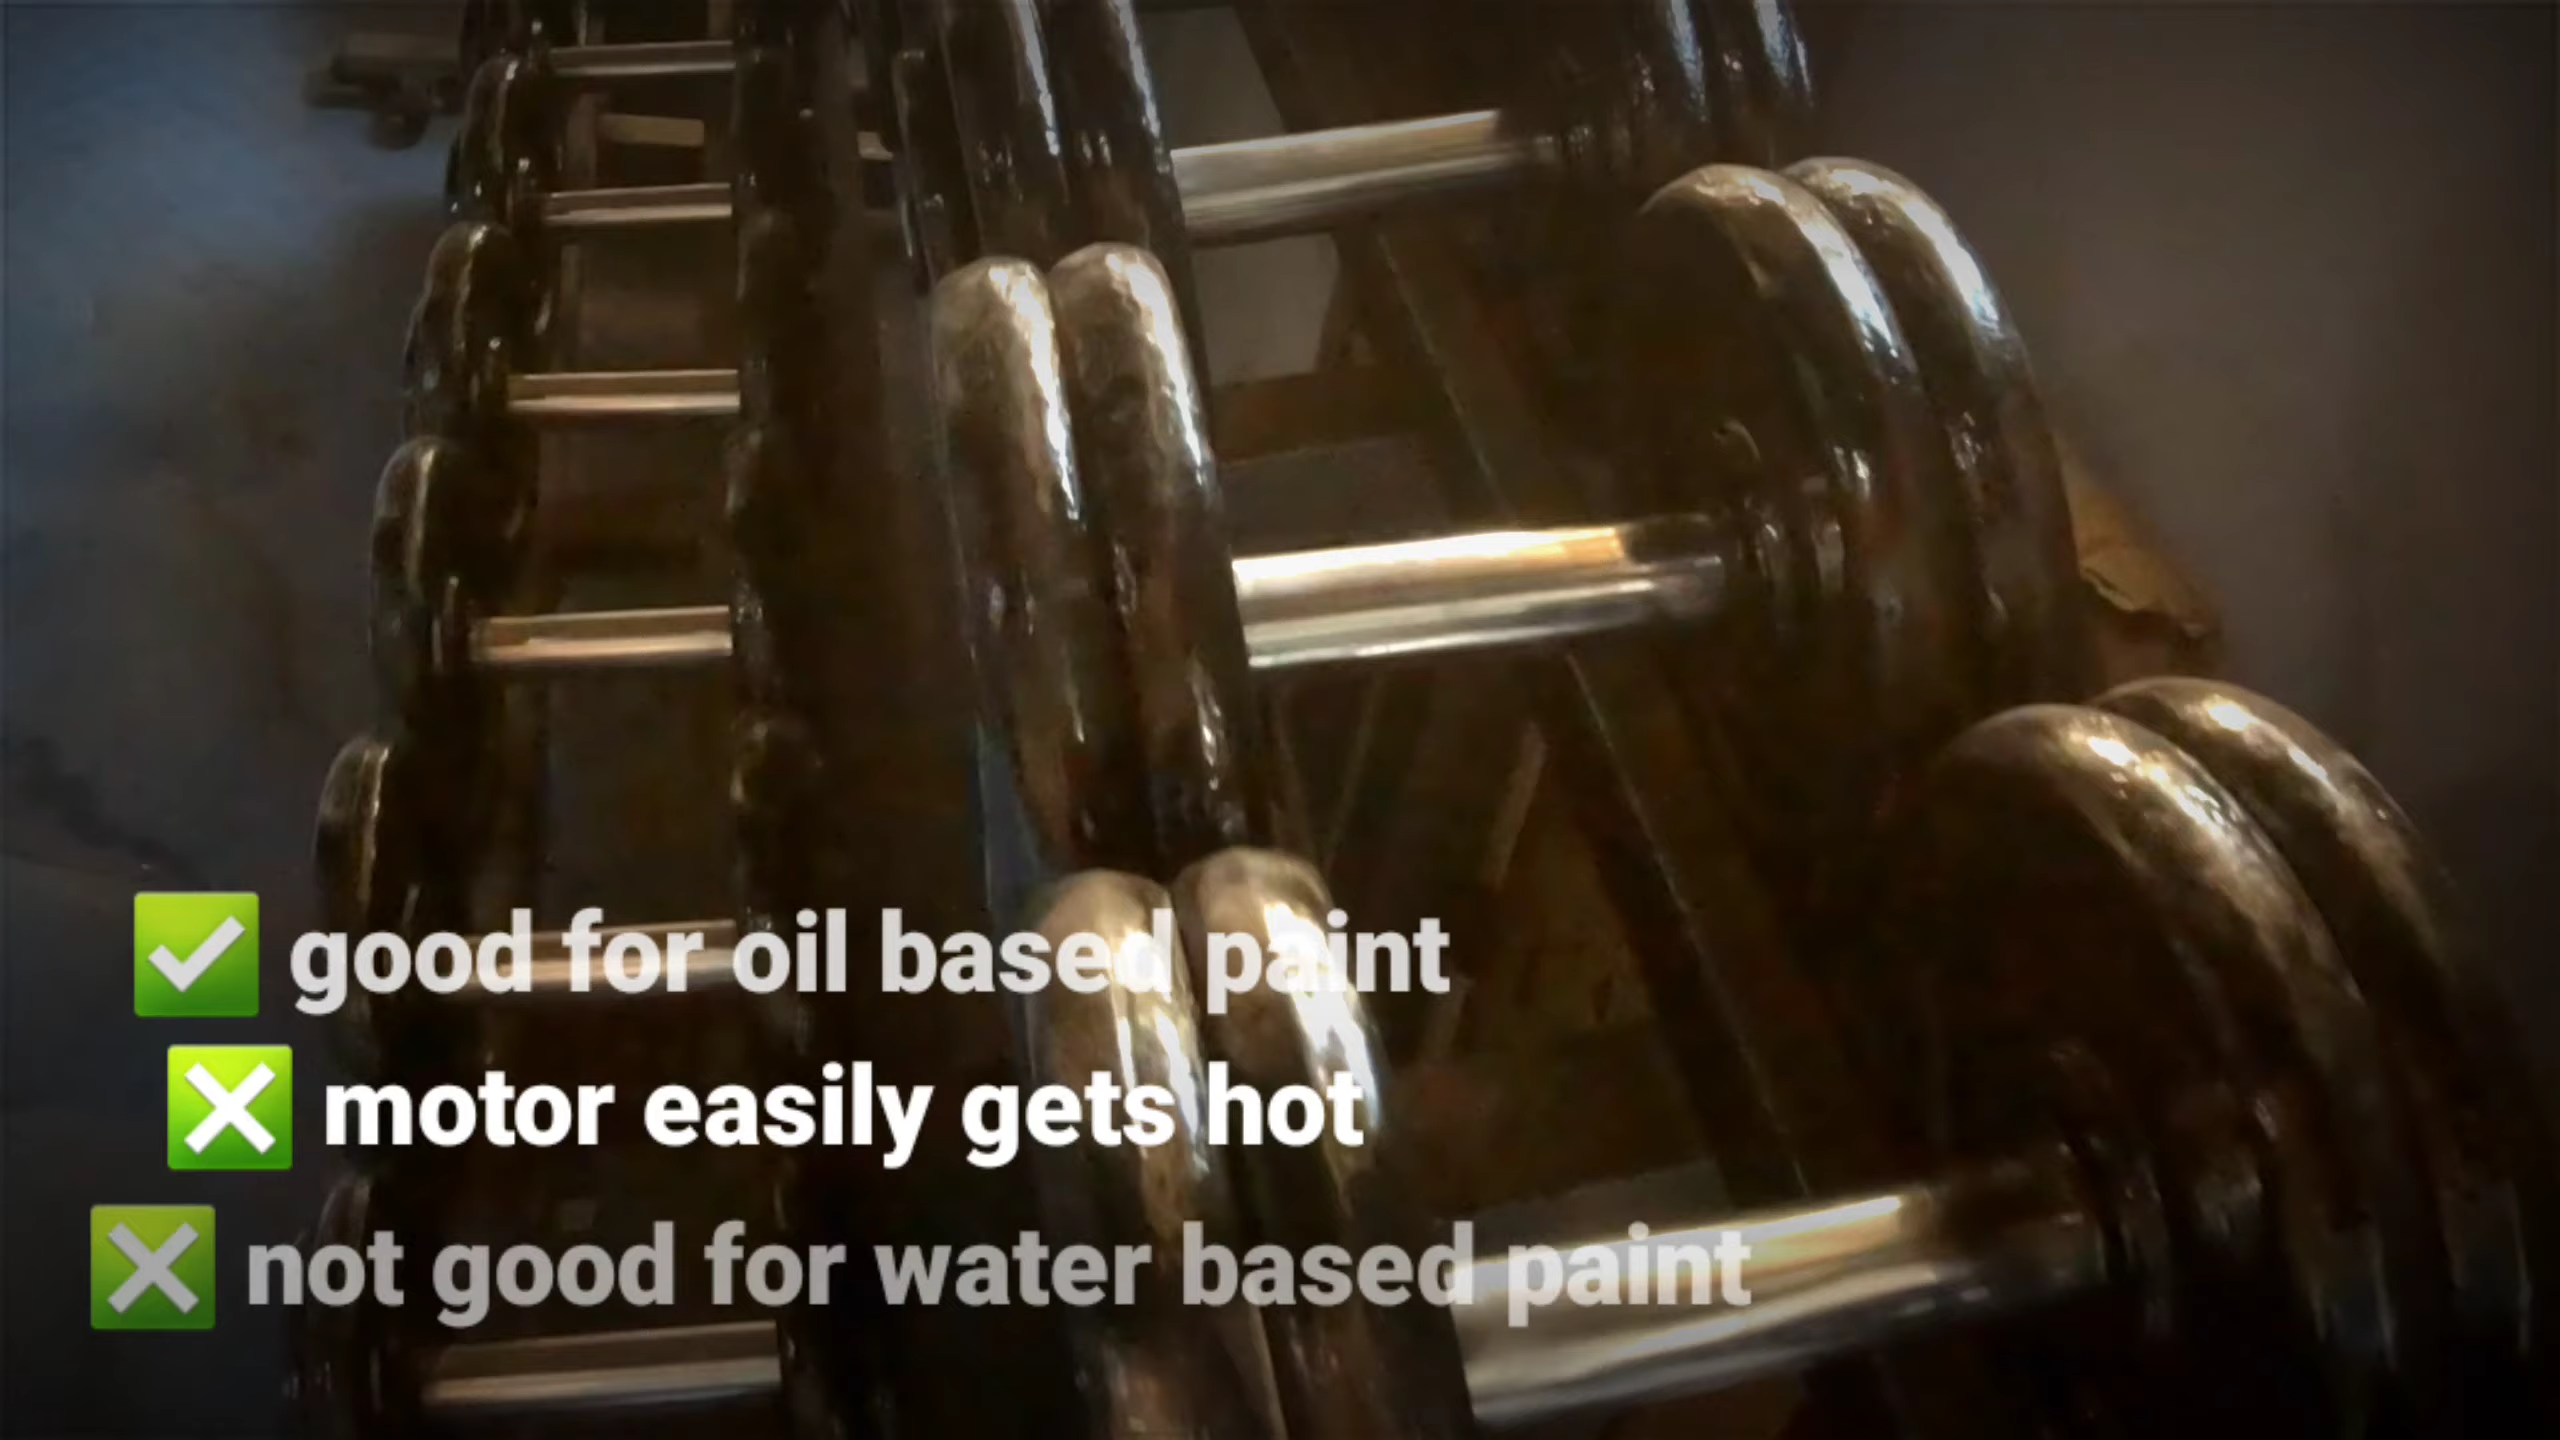 ✅ good for oil based paint
❎ motor easily gets hot
❎ not good for water based paint